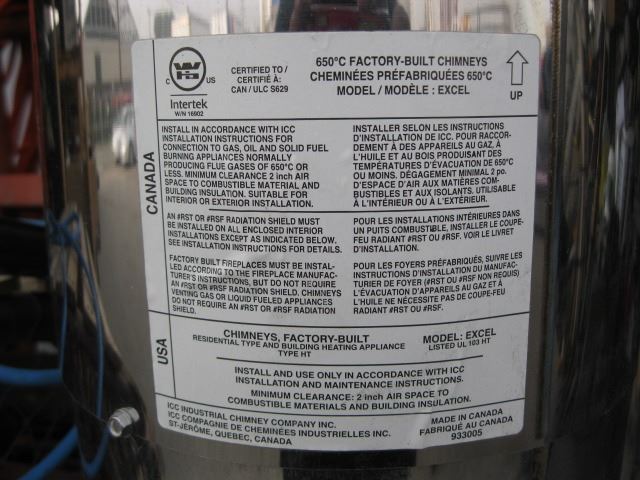 C WH US
Intertek
W/N 16902
CERTIFIED TO /
CERTIFIÉ À:
CAN / ULC S629
650°C FACTORY-BUILT CHIMNEYS
CHEMINÉES PRÉFABRIQUÉES 650°C
MODEL / MODÈLE : EXCEL
UP
CANADA
INSTALL IN ACCORDANCE WITH ICC
INSTALLATION INSTRUCTIONS FOR
CONNECTION TO GAS, OIL AND SOLID FUEL
BURNING APPLIANCES NORMALLY
PRODUCING FLUE GASES OF 650°C OR
LESS. MINIMUM CLEARANCE 2 inch AIR
SPACE TO COMBUSTIBLE MATERIAL AND
BUILDING INSULATION. SUITABLE FOR
INTERIOR OR EXTERIOR INSTALLATION.
INSTALLER SELON LES INSTRUCTIONS
D'INSTALLATION DE ICC. POUR RACCOR-
DEMENT À DES APPAREILS AU GAZ, À
L'HUILE ET AU BOIS PRODUISANT DES
TEMPÉRATURES D'ÉVACUATION DE 650°C
OU MOINS. DÉGAGEMENT MINIMAL 2 po.
D'ESPACE D'AIR AUX MATIÈRES COM-
BUSTIBLES ET AUX ISOLANTS. UTILISABLE
À L'INTÉRIEUR OU À L'EXTÉRIEUR.
AN #RST OR #RSF RADIATION SHIELD MUST
BE INSTALLED ON ALL ENCLOSED INTERIOR
INSTALLATIONS EXCEPT AS INDICATED BELOW.
SEE INSTALLATION INSTRUCTIONS FOR DETAILS.
POUR LES INSTALLATIONS INTÉRIEURES DANS
UN PUITS COMBUSTIBLE, INSTALLER LE COUPE-
FEU RADIANT #RST OU #RSF. VOIR LE LIVRET
D'INSTALLATION.
FACTORY BUILT FIREPLACES MUST BE INSTAL-
LED ACCORDING TO THE FIREPLACE MANUFAC-
TURER'S INSTRUCTIONS, BUT DO NOT REQUIRE
AN #RST OR #RSF RADIATION SHIELD. CHIMNEYS
VENTING GAS OR LIQUID FUELED APPLIANCES
DO NOT REQUIRE AN #RST OR #RSF RADIATION
SHIELD.
POUR LES FOYERS PRÉFABRIQUÉS, SUIVRE LES
INSTRUCTIONS D'INSTALLATION DU MANUFAC-
TURIER DE FOYER (#RST OU #RSF NON REQUIS)
L'ÉVACUATION D'APPAREILS AU GAZ ET À
L'HUILE NE NÉCESSITE PAS DE COUPE-FEU
RADIANT #RST OU #RSF.
USA
CHIMNEYS, FACTORY-BUILT
RESIDENTIAL TYPE AND BUILDING HEATING APPLIANCE
TYPE HT
MODEL: EXCEL
LISTED UL 103 HT
INSTALL AND USE ONLY IN ACCORDANCE WITH ICC
INSTALLATION AND MAINTENANCE INSTRUCTIONS.
MINIMUM CLEARANCE: 2 inch AIR SPACE TO
COMBUSTIBLE MATERIALS AND BUILDING INSULATION.
ICC INDUSTRIAL CHIMNEY COMPANY INC.
ICC COMPAGNIE DE CHEMINÉES INDUSTRIELLES INC.
ST-JÉRÔME, QUEBEC, CANADA
MADE IN CANADA
FABRIQUÉ AU CANADA
933005